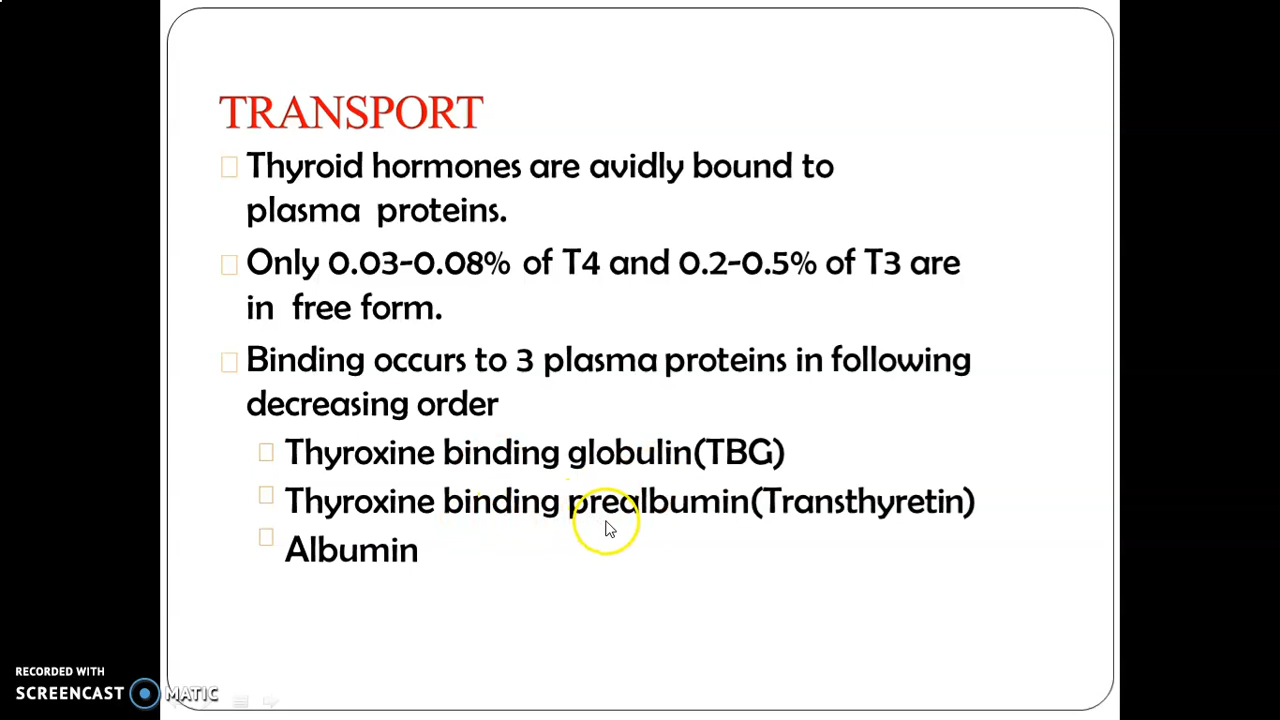 TRANSPORT
Thyroid hormones are avidly bound to
plasma proteins.
Only 0.03-0.08% of T4 and 0.2-0.5% of T3 are
in free form.
Binding occurs to 3 plasma proteins in following
decreasing order
Thyroxine binding globulin(TBG)
Thyroxine binding prealbumin(Transthyretin)
Albumin
RECORDED WITH
SCREENCAST MATIC